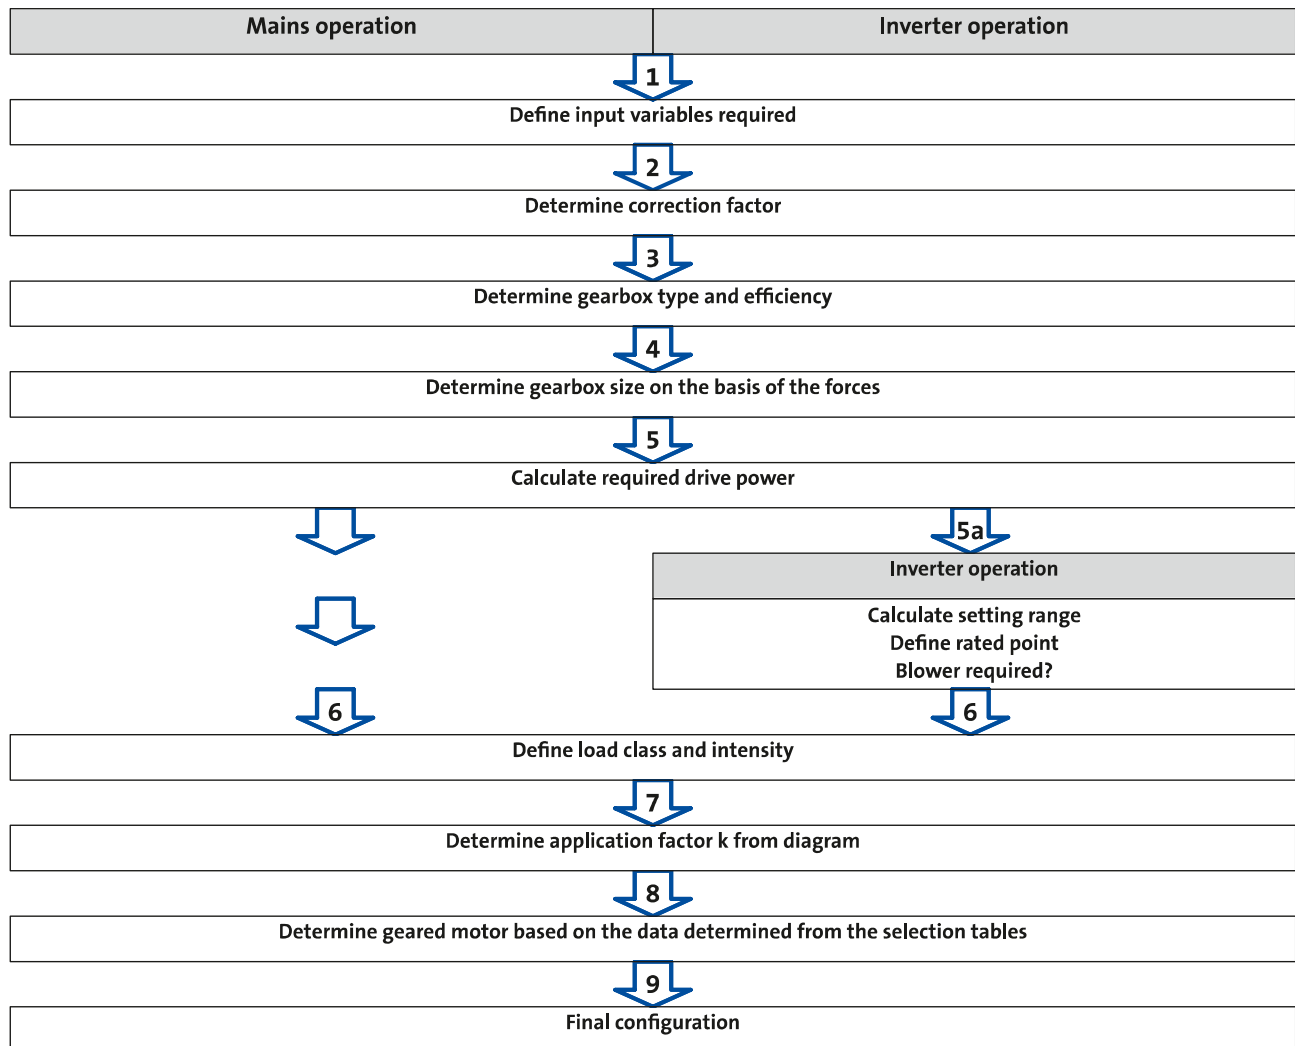 Mains operation
Inverter operation
1
Define input variables required
2
Determine correction factor
3
Determine gearbox type and efficiency
4
Determine gearbox size on the basis of the forces
5
Calculate required drive power
5a
Inverter operation
Calculate setting range
Define rated point
Blower required?
6
6
Define load class and intensity
7
Determine application factor k from diagram
8
Determine geared motor based on the data determined from the selection tables
9
Final configuration